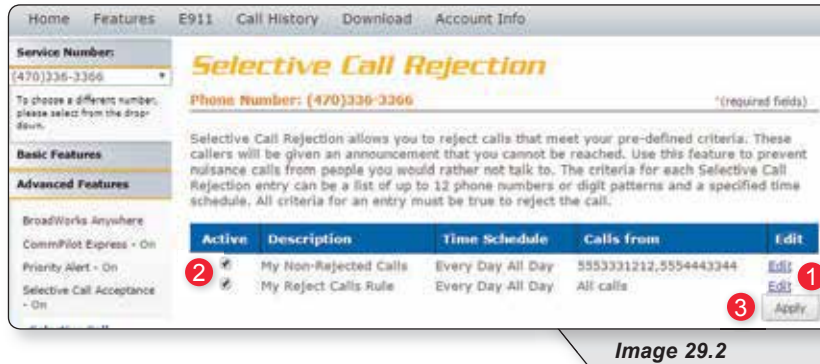 Home Features E911 Call History Download Account Info
Service Number:
(470)336-3366
To choose a different number,
please select from the drop-
down.
Basic Features
Advanced Features
BroadWorks Anywhere
CommPilot Express - On
Priority Alert - On
Selective Call Acceptance
- On
Selective Call Rejection
Phone Number: (470)336-3366 *(required fields)
Selective Call Rejection allows you to reject calls that meet your pre-defined criteria. These
callers will be given an announcement that you cannot be reached. Use this feature to prevent
nuisance calls from people you would rather not talk to. The criteria for each Selective Call
Rejection entry can be a list of up to 12 phone numbers or digit patterns and a specified time
schedule. All criteria for an entry must be true to reject the call.
Active Description Time Schedule Calls from Edit
2 My Non-Rejected Calls Every Day All Day 5553331212,5554443344 Edit 1
My Reject Calls Rule Every Day All Day All calls Edit
3 Apply
Image 29.2